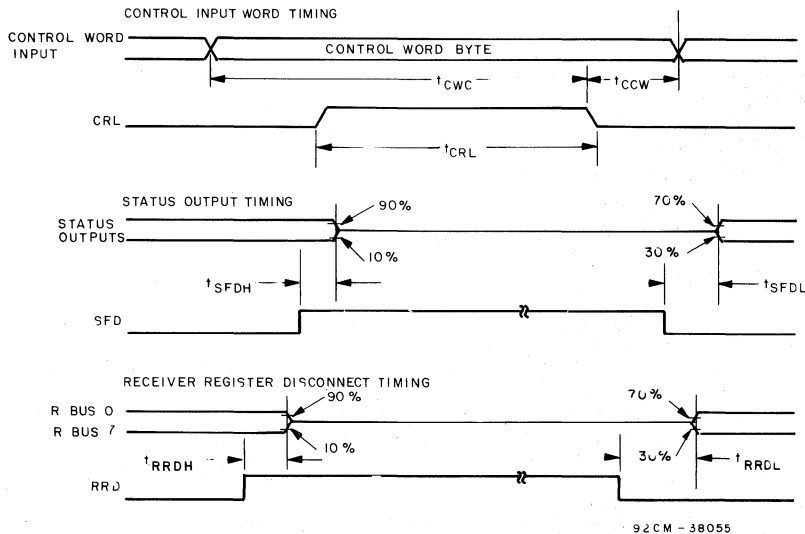 CONTROL INPUT WORD TIMING
CONTROL WORD
INPUT
CONTROL WORD BYTE
tCWC
tCCW
CRL
tCRL
STATUS OUTPUT TIMING
90%
70%
STATUS
OUTPUTS
10%
30%
tSFDH
tSFDL
SFD
RECEIVER REGISTER DISCONNECT TIMING
90%
70%
R BUS 0
R BUS 7
10%
30%
tRRDH
tRRDL
RRD
92CM-38055